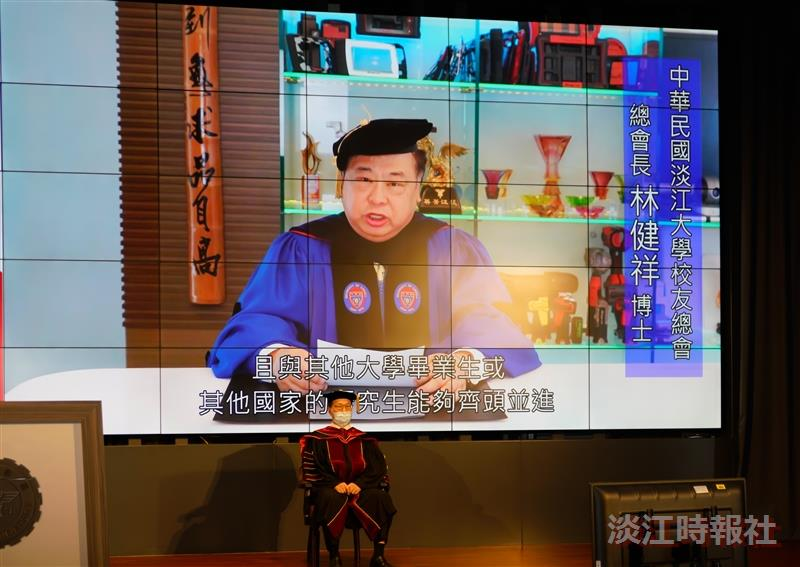 中華民國淡江大學校友總會
總會長 林健祥 博士
且與其他大學畢業生或
其他國家的研究生能夠齊頭並進
淡江時報社